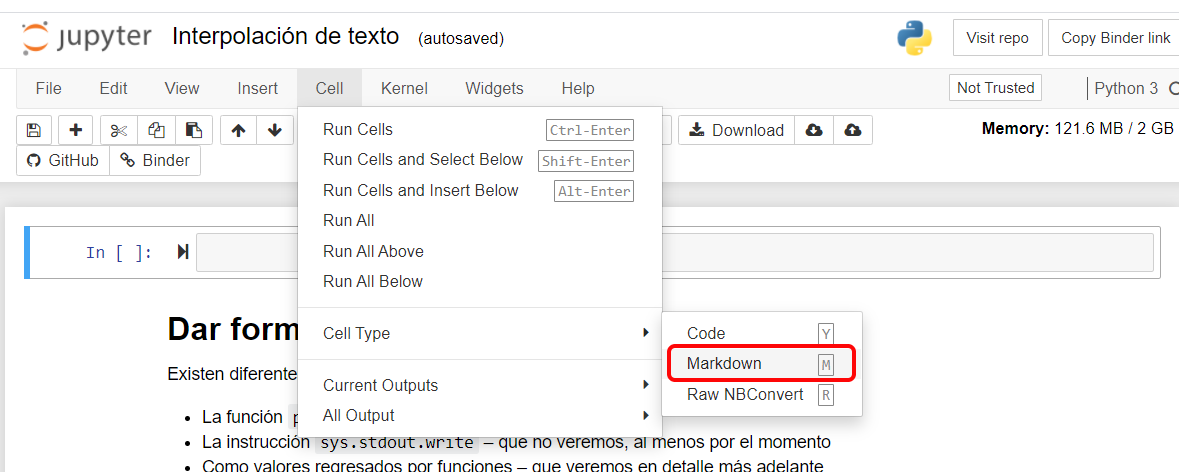 jupyter Interpolación de texto (autosaved) Visit repo Copy Binder link
File Edit View Insert Cell Kernel Widgets Help Not Trusted Python 3
Download Memory: 121.6 MB / 2 GB
GitHub Binder
Run Cells Ctrl-Enter
Run Cells and Select Below Shift-Enter
Run Cells and Insert Below Alt-Enter
Run All
Run All Above
Run All Below
In [ ]:
Cell Type
Code Y
Markdown M
Raw NBConvert R
Current Outputs
All Output
Dar form
Existen diferente
La función p
La instrucción sys.stdout.write – que no veremos, al menos por el momento
Como valores regresados por funciones – que veremos en detalle más adelante